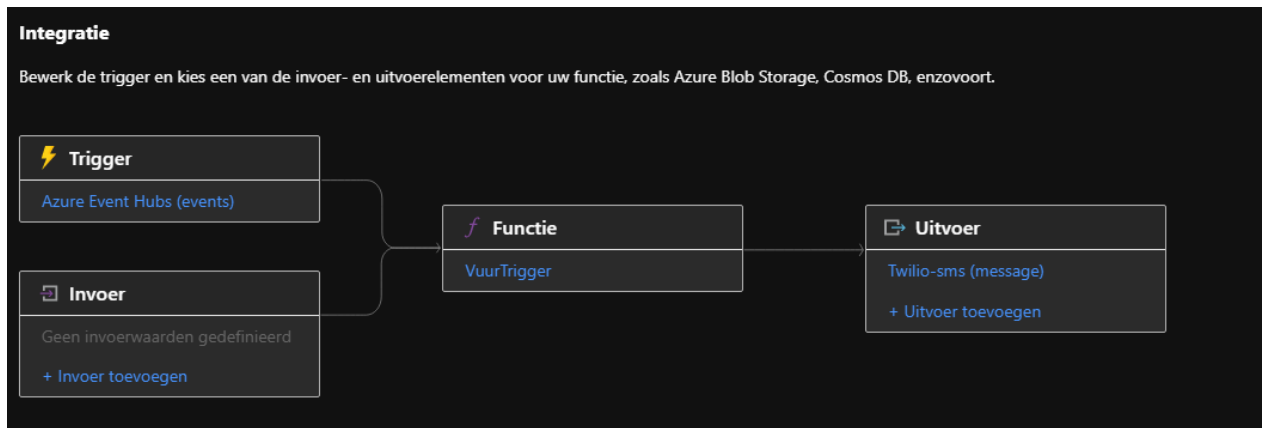 Integratie
Bewerk de trigger en kies een van de invoer- en uitvoerelementen voor uw functie, zoals Azure Blob Storage, Cosmos DB, enzovoort.
Trigger
Azure Event Hubs (events)
Invoer
Geen invoerwaarden gedefinieerd
+ Invoer toevoegen
Functie
VuurTrigger
Uitvoer
Twilio-sms (message)
+ Uitvoer toevoegen